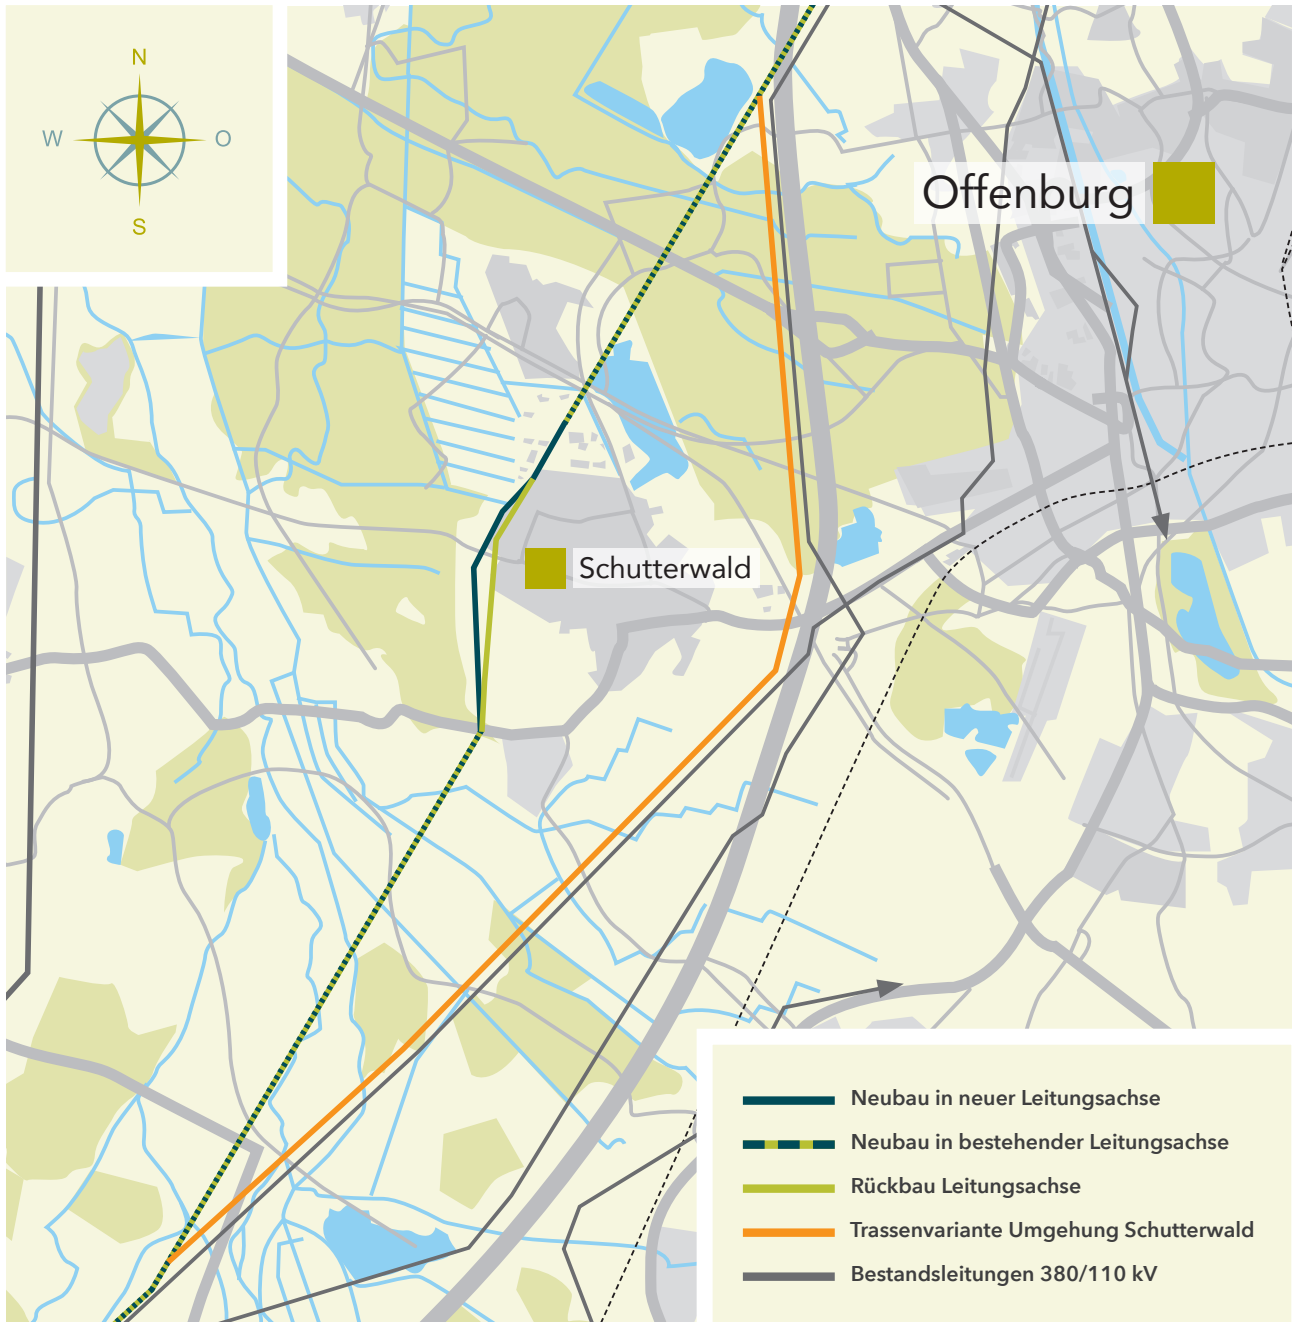 N
W
O
S
Offenburg
Schutterwald
Neubau in neuer Leitungsachse
Neubau in bestehender Leitungsachse
Rückbau Leitungsachse
Trassenvariante Umgehung Schutterwald
Bestandsleitungen 380/110 kV